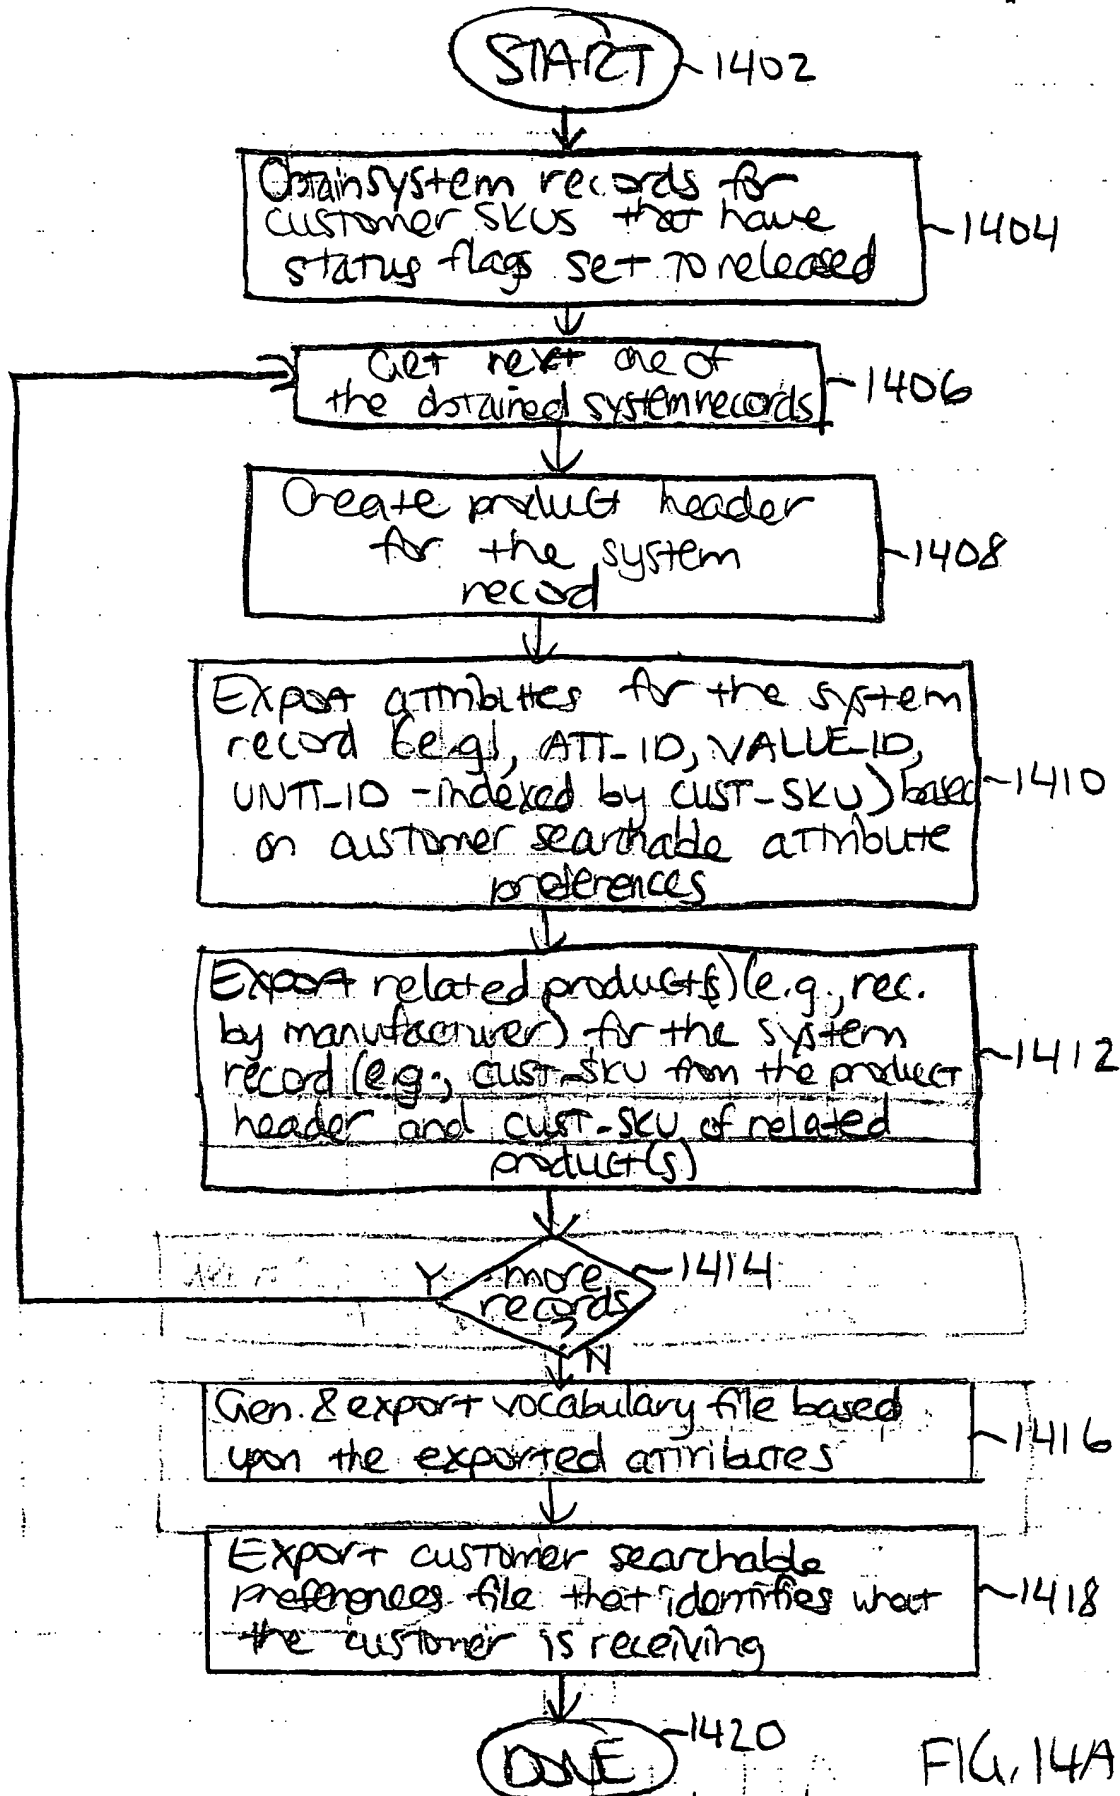 START 1402
Obtain system records for
customer SKUs that have
status flags set to released
1404
Get next one of
the obtained system records
1406
Create product header
for the system
record
1408
Export attributes for the system
record (e.g), ATT_ID, VALUE_ID,
UNIT_ID - indexed by CUST_SKU) based
on customer searchable attribute
preferences
1410
Export related product(s) (e.g., rec.
by manufacturer) for the system
record (e.g., CUST_SKU from the product
header and CUST_SKU of related
product(s)
1412
Y more
records
?
1414
N
Gen. & export vocabulary file based
upon the exported attributes
1416
Export customer searchable
preferences file that identifies what
the customer is receiving
1418
DONE 1420
FIG. 14A